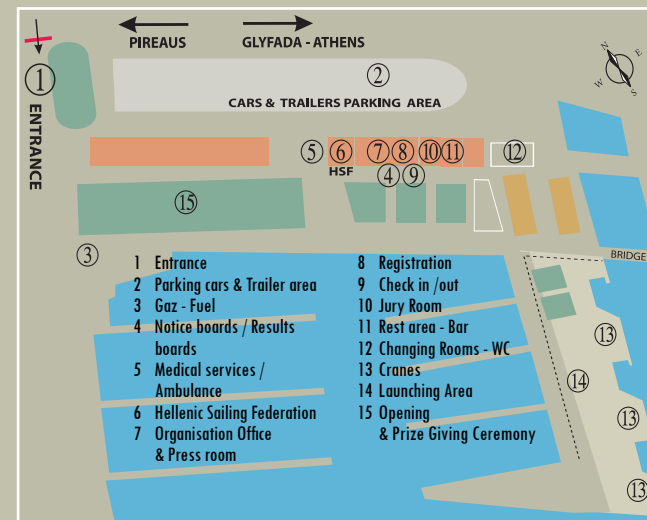 PIREAUS
GLYFADA - ATHENS
N
E
W
S
1
ENTRANCE
2
CARS & TRAILERS PARKING AREA
5
6
7
8
10
11
12
HSF
4
9
15
3
BRIDGE
1 Entrance
2 Parking cars & Trailer area
3 Gaz - Fuel
4 Notice boards / Results
boards
5 Medical services /
Ambulance
6 Hellenic Sailing Federation
7 Organisation Office
& Press room
8 Registration
9 Check in /out
10 Jury Room
11 Rest area - Bar
12 Changing Rooms - WC
13 Cranes
14 Launching Area
15 Opening
& Prize Giving Ceremony
13
14
13
13